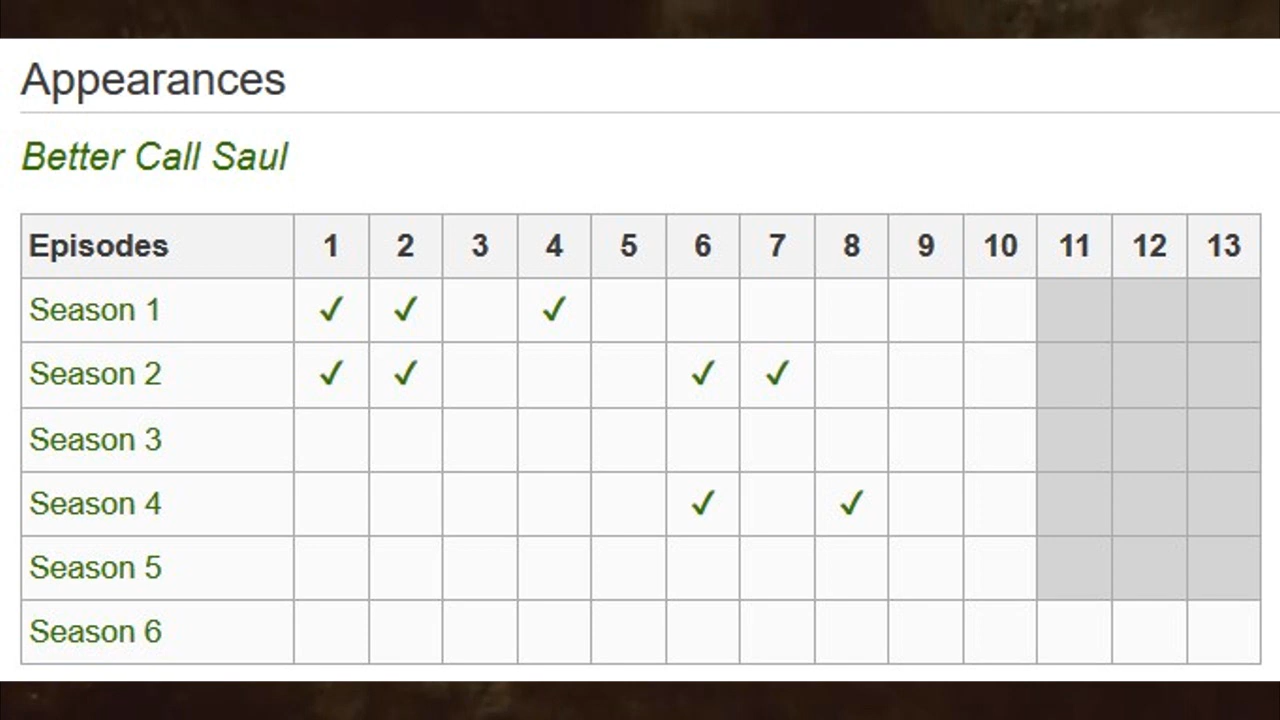 Appearances
Better Call Saul
Episodes 1 2 3 4 5 6 7 8 9 10 11 12 13
Season 1 ✓ ✓ ✓
Season 2 ✓ ✓ ✓ ✓
Season 3
Season 4 ✓ ✓
Season 5
Season 6